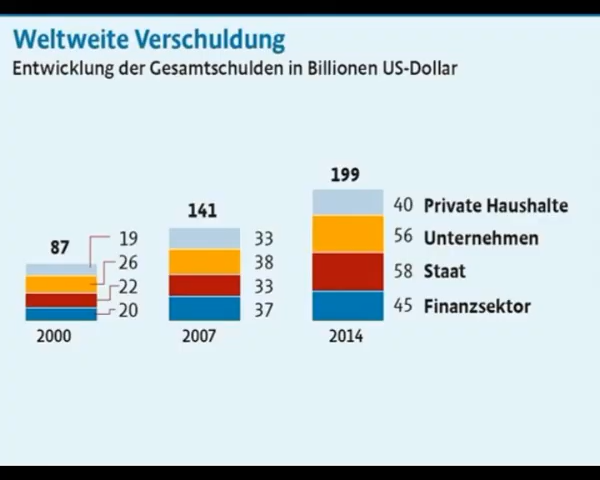 Weltweite Verschuldung
Entwicklung der Gesamtschulden in Billionen US-Dollar
87
19
26
22
20
2000
141
33
38
33
37
2007
199
40 Private Haushalte
56 Unternehmen
58 Staat
45 Finanzsektor
2014